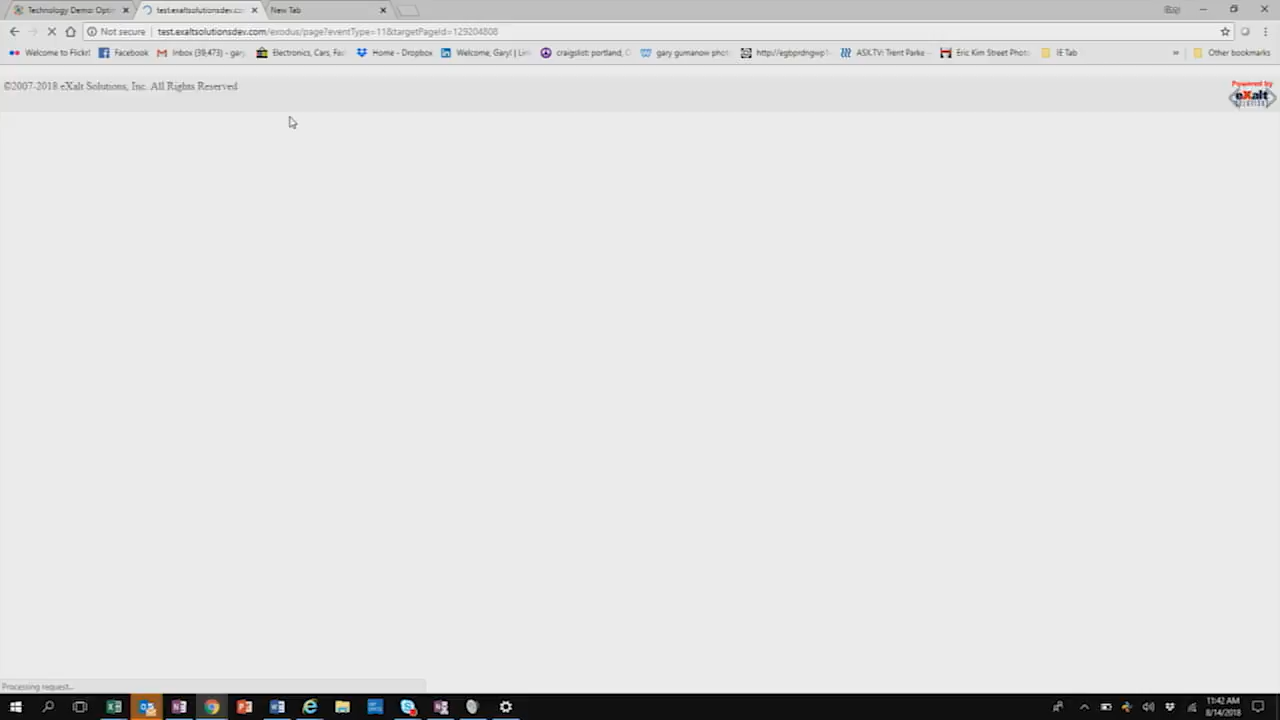 Technology Demo: Opti
test.exaltsolutionsdev.co
New Tab
Not secure
test.exaltsolutionsdev.com/exodus/page?eventType=11&targetPageId=129204808
Welcome to Flickr!
Facebook
Inbox (39,473) - gary
Electronics, Cars, Fas
Home - Dropbox
Welcome, Gary! | Lin
craigslist: portland, O
gary gumanow phot
ASX.TV: Trent Parke -
Eric Kim Street Photo
IE Tab
»
Other bookmarks
©2007-2018 eXalt Solutions, Inc. All Rights Reserved
Powered by
eXalt
SOLUTIONS
Processing request...
11:42 AM
8/14/2018